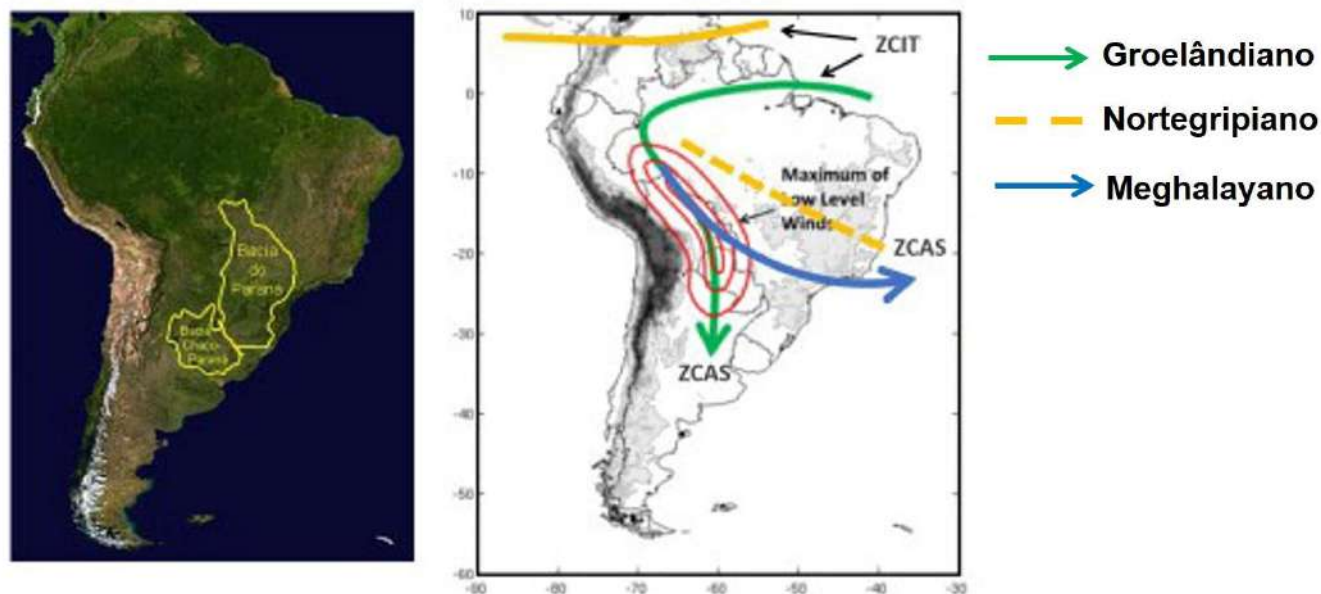 Bacia
do
Paraná
Bacia
Chaco-
Paraná
10
0
-10
-20
-30
-40
-50
-60
-90
-80
-70
-60
-50
-40
-30
ZCIT
Maximum of
Low Level
Winds
ZCAS
ZCAS
Groelândiano
Nortegripiano
Meghalayano